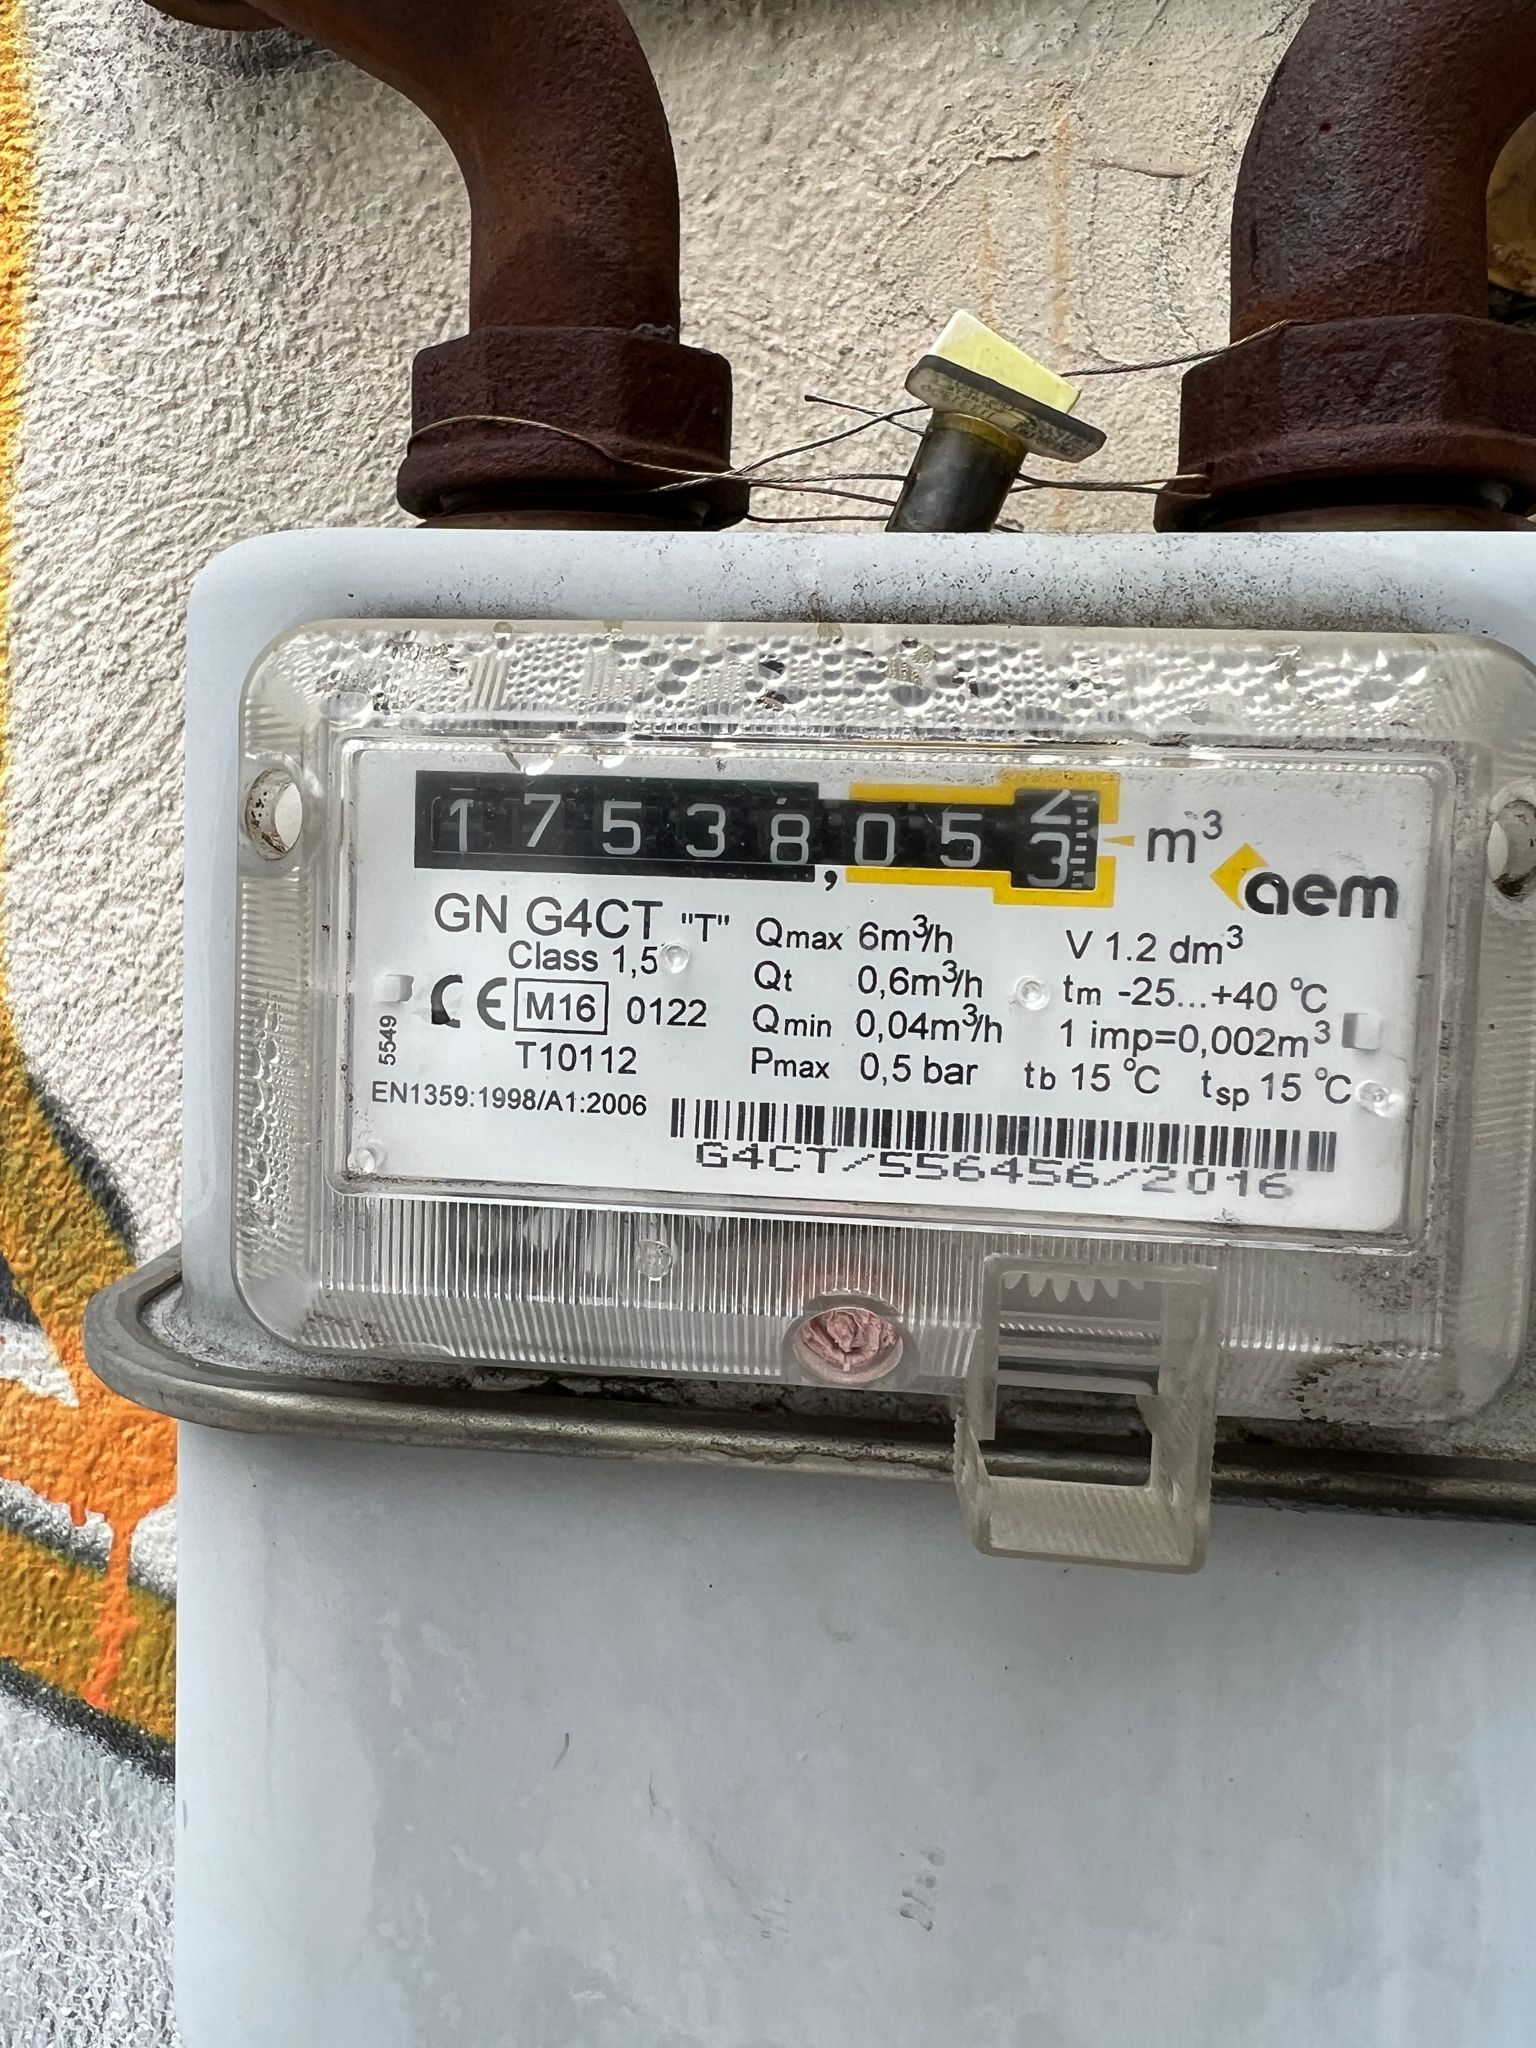 17538,053 m³
aem
GN G4CT "T"
Class 1,5
CE M16 0122
T10112
5549
EN1359:1998/A1:2006
Qmax 6m³/h
Qt 0,6m³/h
Qmin 0,04m³/h
Pmax 0,5 bar
V 1.2 dm³
tm -25...+40 °C
1 imp=0,002m³
tb 15 °C tsp 15 °C
G4CT/556456/2016